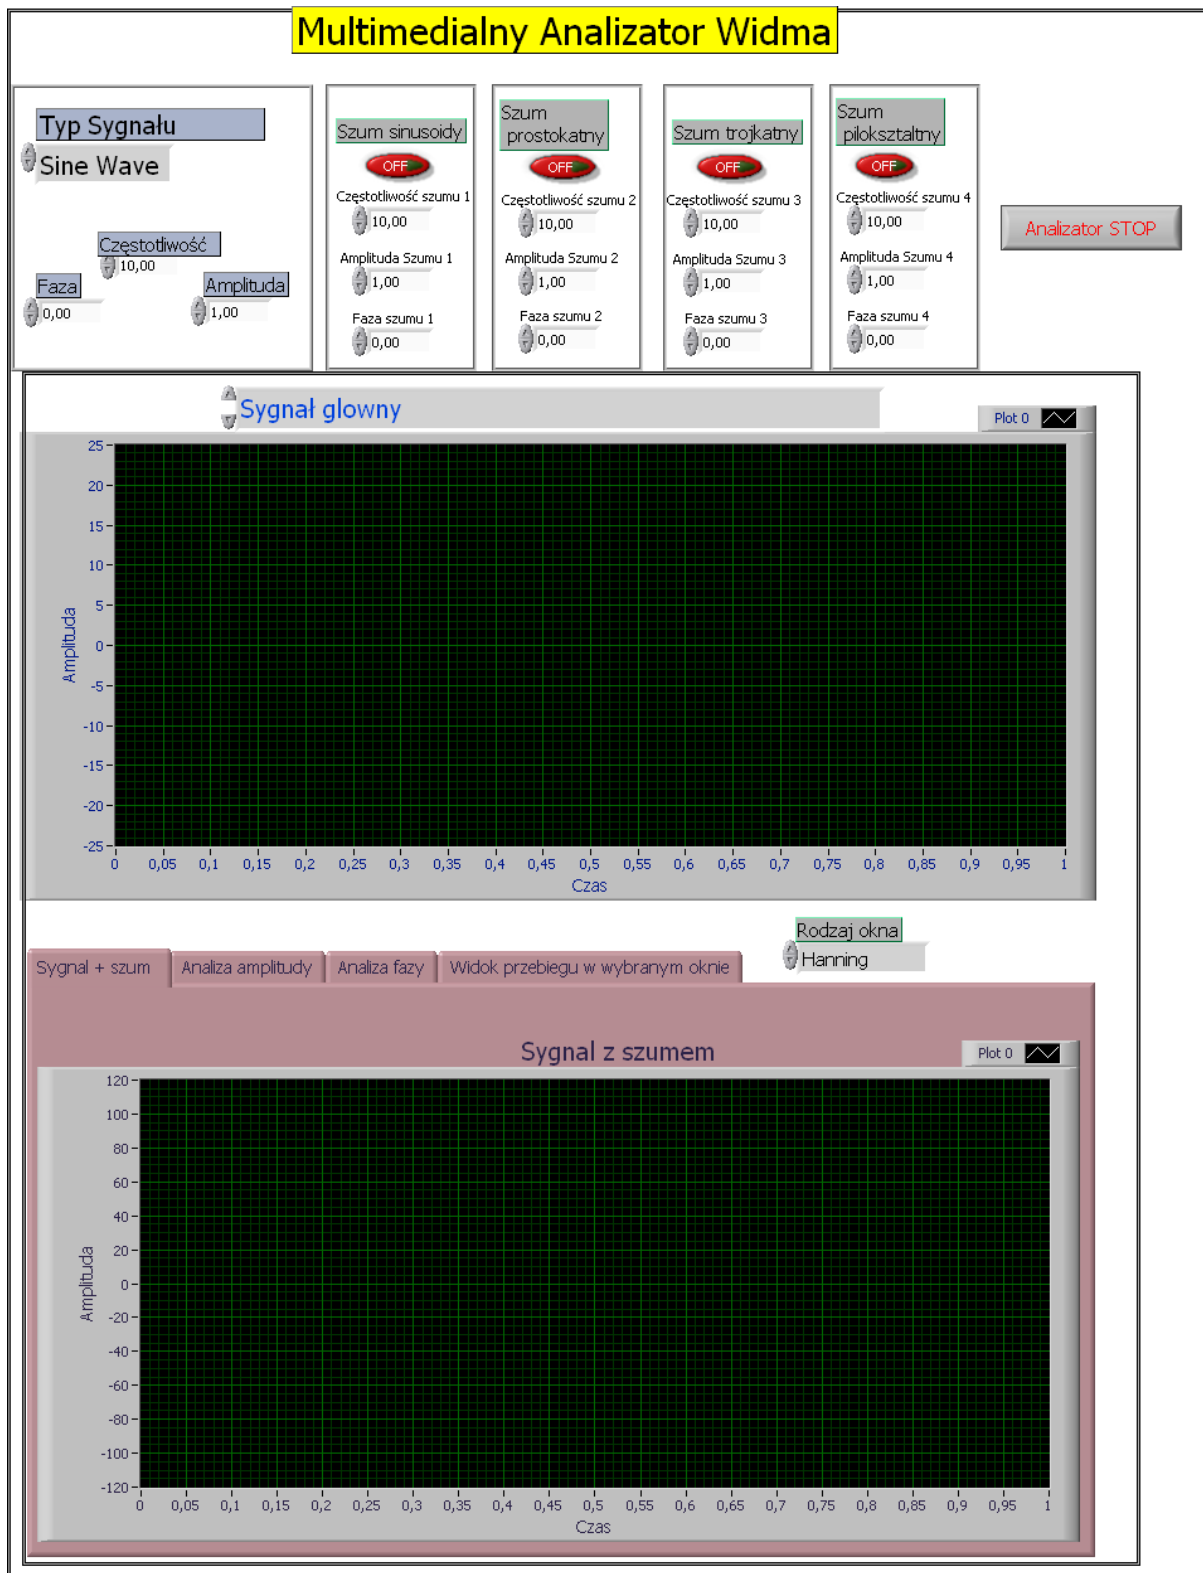 Multimedialny Analizator Widma
Typ Sygnału
Sine Wave
Częstotliwość
10,00
Faza
0,00
Amplituda
1,00
Szum sinusoidy
OFF
Częstotliwość szumu 1
10,00
Amplituda Szumu 1
1,00
Faza szumu 1
0,00
Szum
prostokatny
OFF
Częstotliwość szumu 2
10,00
Amplituda Szumu 2
1,00
Faza szumu 2
0,00
Szum trojkatny
OFF
Częstotliwość szumu 3
10,00
Amplituda Szumu 3
1,00
Faza szumu 3
0,00
Szum
piloksztaltny
OFF
Częstotliwość szumu 4
10,00
Amplituda Szumu 4
1,00
Faza szumu 4
0,00
Analizator STOP
Sygnał glowny
Plot 0
25
20
15
10
5
0
-5
-10
-15
-20
-25
Amplituda
0 0,05 0,1 0,15 0,2 0,25 0,3 0,35 0,4 0,45 0,5 0,55 0,6 0,65 0,7 0,75 0,8 0,85 0,9 0,95 1
Czas
Rodzaj okna
Hanning
Sygnal + szum
Analiza amplitudy
Analiza fazy
Widok przebiegu w wybranym oknie
Sygnal z szumem
Plot 0
120
100
80
60
40
20
0
-20
-40
-60
-80
-100
-120
Amplituda
0 0,05 0,1 0,15 0,2 0,25 0,3 0,35 0,4 0,45 0,5 0,55 0,6 0,65 0,7 0,75 0,8 0,85 0,9 0,95 1
Czas